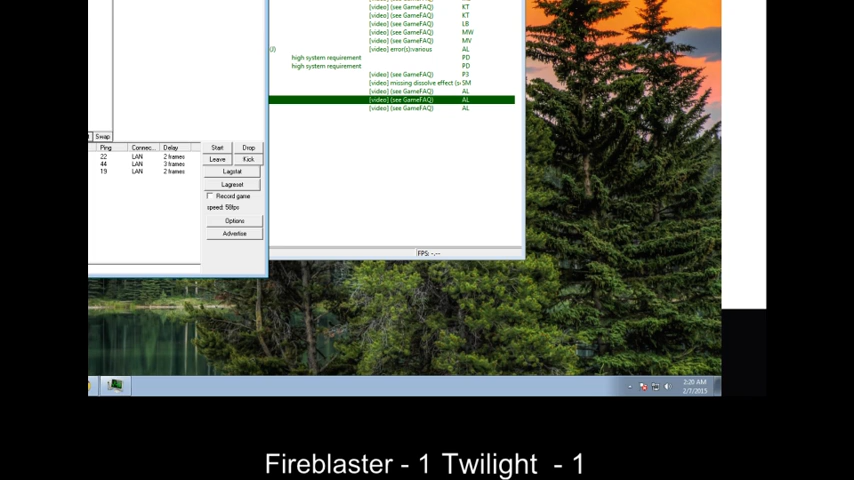 [video] (see GameFAQ) KT
[video] (see GameFAQ) KT
[video] (see GameFAQ) LB
[video] (see GameFAQ) MW
[video] (see GameFAQ) MV
(J) [video] error(s):various AL
high system requirement PD
high system requirement PD
[video] (see GameFAQ) P3
[video] missing dissolve effect (s SM
[video] (see GameFAQ) AL
[video] (see GameFAQ) AL
[video] (see GameFAQ) AL
Swap
Ping Connec... Delay
22 LAN 2 frames
44 LAN 3 frames
19 LAN 2 frames
Start Drop
Leave Kick
Lagstat
Lagreset
Record game
speed: 58fps
Options
Advertise
FPS: -.--
2:20 AM
2/7/2015
Fireblaster - 1 Twilight - 1